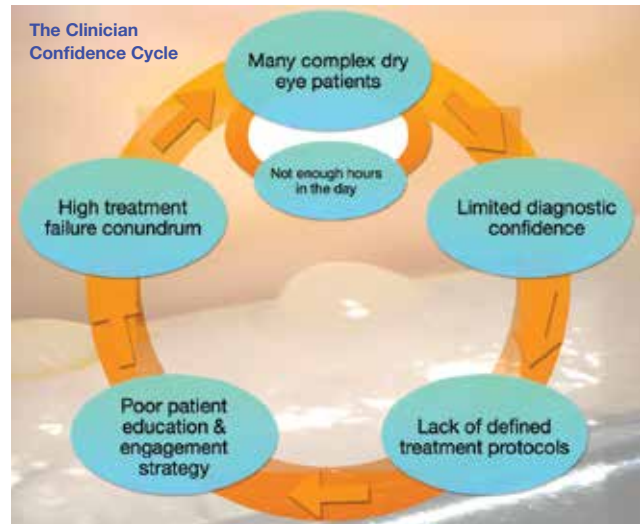 The Clinician
Confidence Cycle
Many complex dry
eye patients
Not enough hours
in the day
High treatment
failure conundrum
Limited diagnostic
confidence
Poor patient
education &
engagement
strategy
Lack of defined
treatment protocols